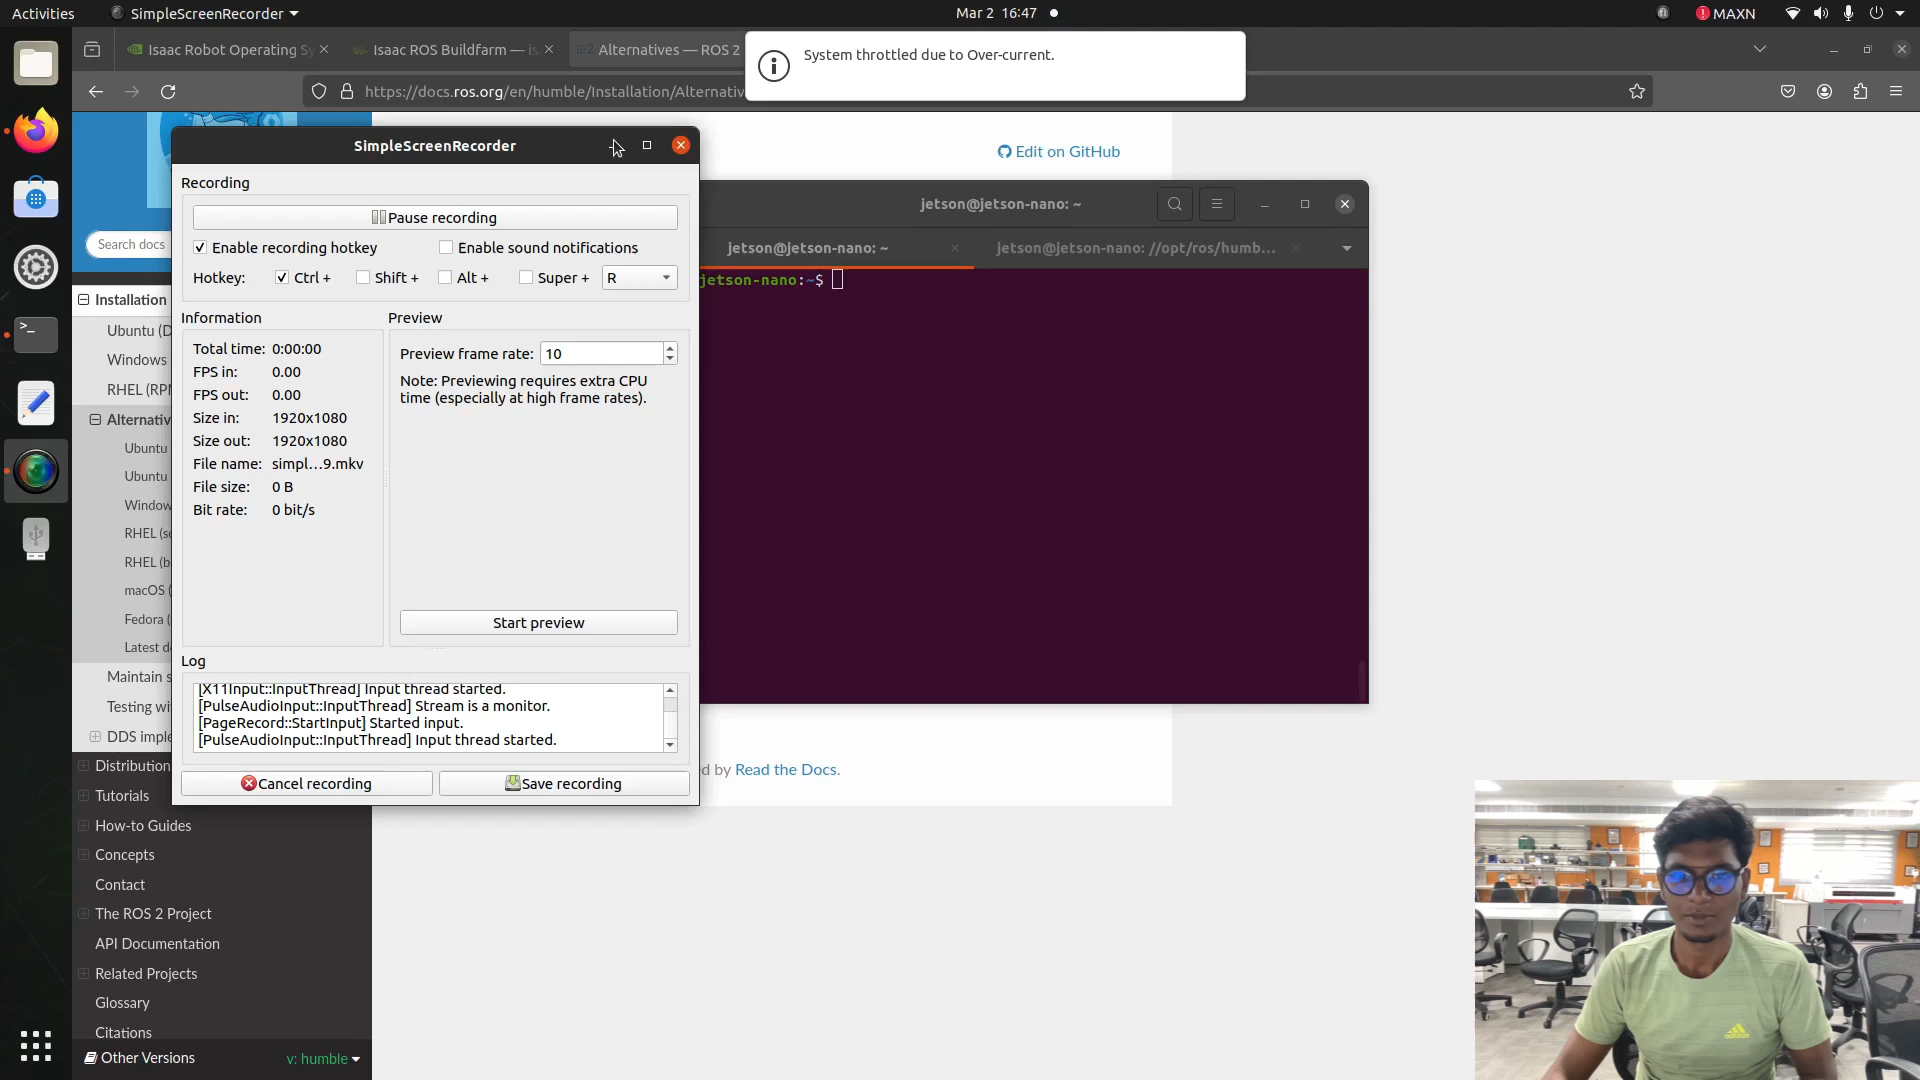 Activities
SimpleScreenRecorder
Mar 2 16:47
MAXN
Isaac Robot Operating Sy
Isaac ROS Buildfarm — is
Alternatives — ROS 2
System throttled due to Over-current.
https://docs.ros.org/en/humble/Installation/Alternativ
SimpleScreenRecorder
Edit on GitHub
Recording
Pause recording
Enable recording hotkey
Enable sound notifications
Hotkey:
Ctrl +
Shift +
Alt +
Super +
R
jetson@jetson-nano: ~
jetson@jetson-nano: ~
jetson@jetson-nano: //opt/ros/humb...
jetson-nano:~$
Search docs
Information
Total time: 0:00:00
FPS in: 0.00
FPS out: 0.00
Size in: 1920x1080
Size out: 1920x1080
File name: simpl...9.mkv
File size: 0 B
Bit rate: 0 bit/s
Preview
Preview frame rate: 10
Note: Previewing requires extra CPU
time (especially at high frame rates).
Start preview
Log
[X11Input::InputThread] Input thread started.
[PulseAudioInput::InputThread] Stream is a monitor.
[PageRecord::StartInput] Started input.
[PulseAudioInput::InputThread] Input thread started.
Cancel recording
Save recording
Installation
Ubuntu (D
Windows
RHEL (RPM
Alternativ
Ubuntu
Ubuntu
Window
RHEL (so
RHEL (b
macOS (
Fedora (
Latest de
Maintain s
Testing wi
DDS imple
Distribution
Tutorials
How-to Guides
Concepts
Contact
The ROS 2 Project
API Documentation
Related Projects
Glossary
Citations
Other Versions
v: humble
d by Read the Docs.